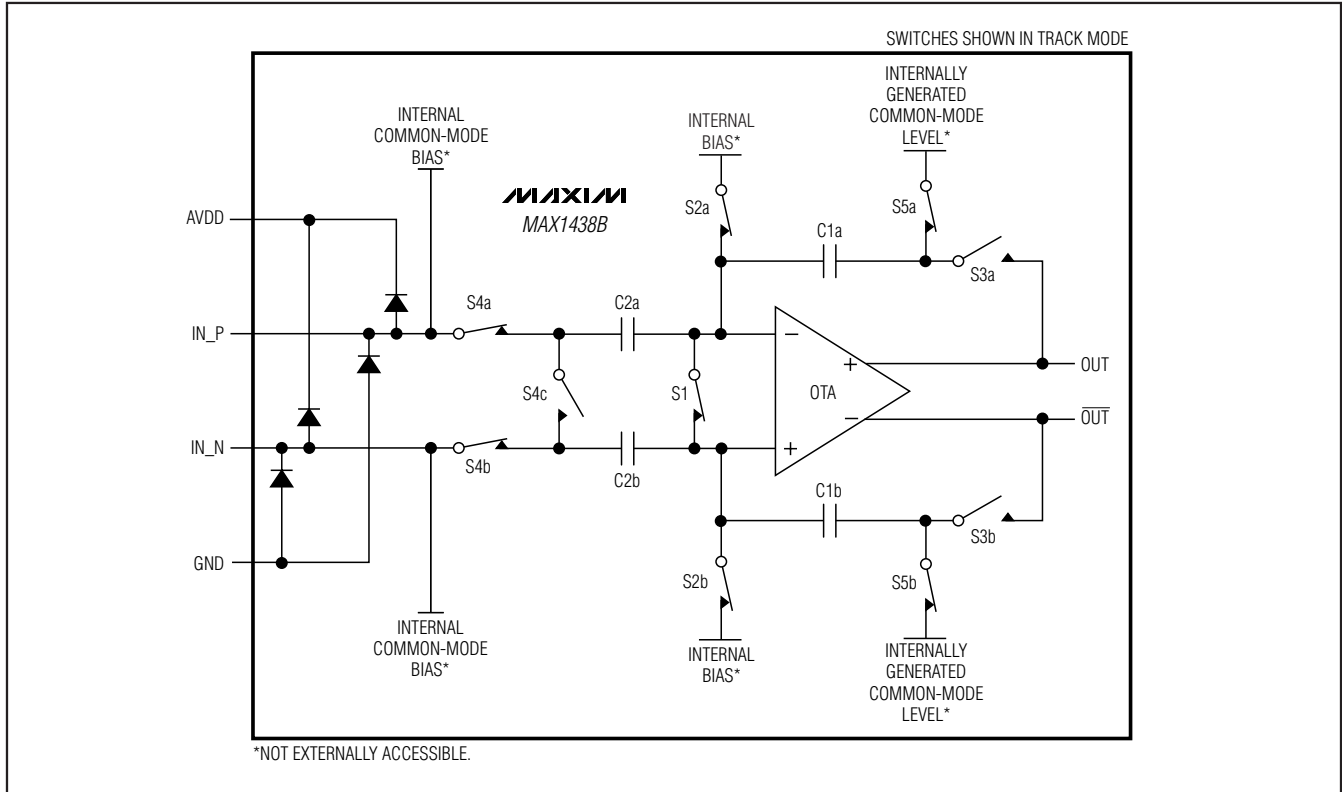 SWITCHES SHOWN IN TRACK MODE
INTERNALLY
GENERATED
COMMON-MODE
LEVEL*
INTERNAL
COMMON-MODE
BIAS*
INTERNAL
BIAS*
MAXIM
MAX1438B
AVDD
S2a
S5a
C1a
S3a
S4a
C2a
IN_P
OUT
S4c
S1
OTA
OUT
IN_N
S4b
C2b
C1b
S3b
GND
S2b
S5b
INTERNAL
COMMON-MODE
BIAS*
INTERNAL
BIAS*
INTERNALLY
GENERATED
COMMON-MODE
LEVEL*
*NOT EXTERNALLY ACCESSIBLE.